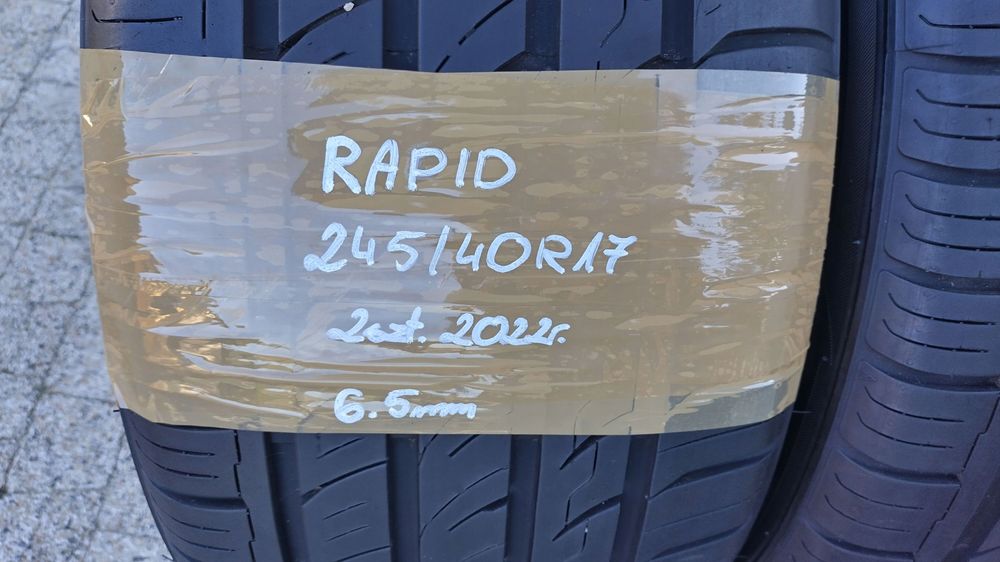 RAPID
245/40R17
2szt. 2022r.
6.5mm